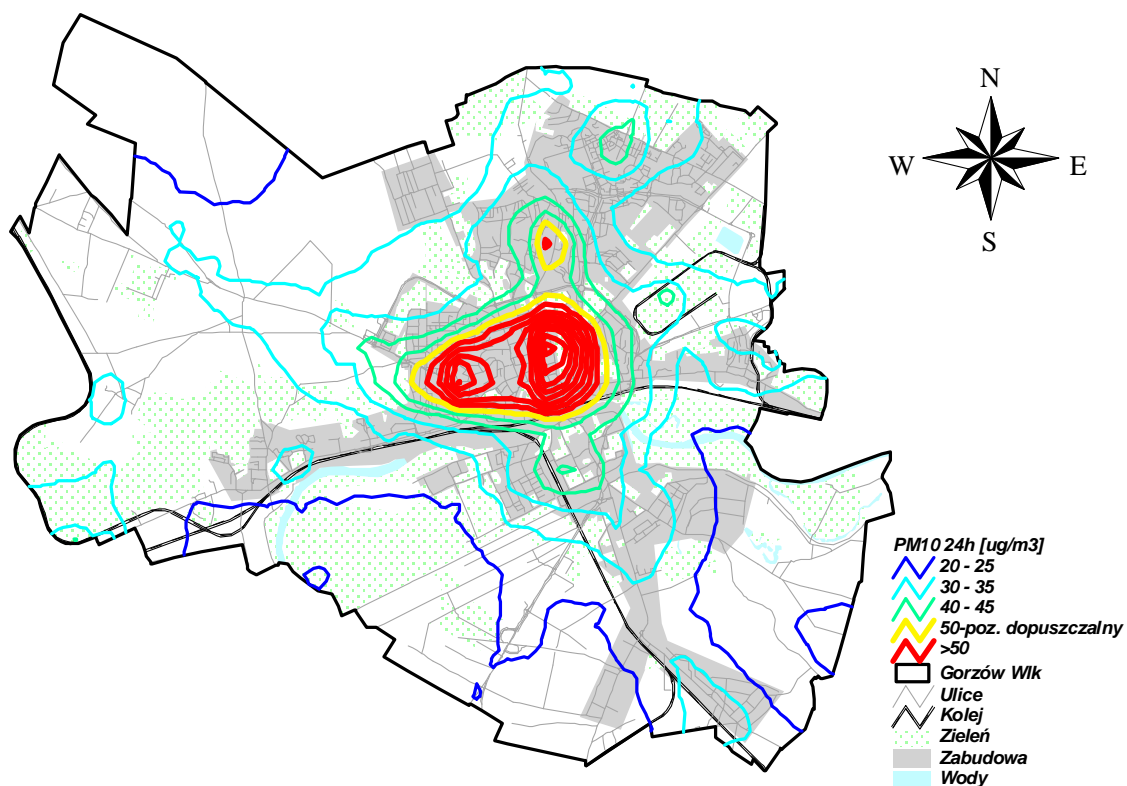 N
W E
S
PM10 24h [ug/m3]
20 - 25
30 - 35
40 - 45
50-poz. dopuszczalny
>50
Gorzów Wlk
Ulice
Kolej
Zieleń
Zabudowa
Wody